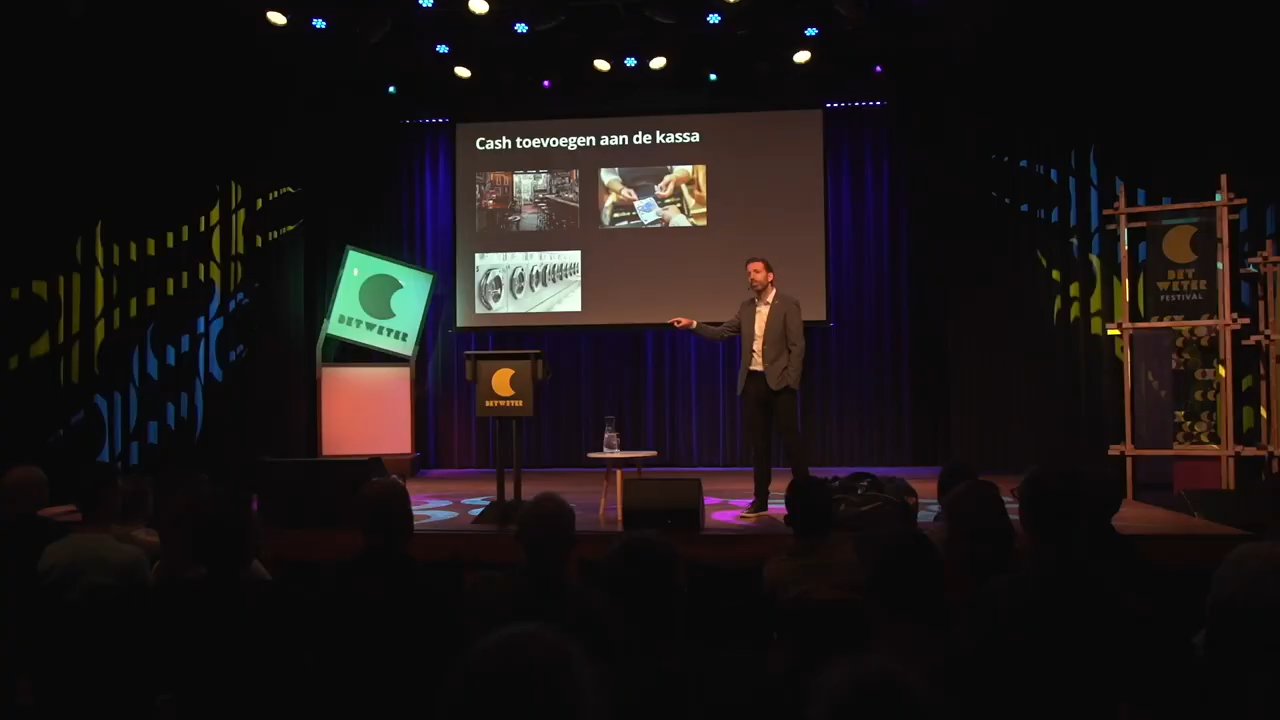 Cash toevoegen aan de kassa
BETWETER
BETWETER
BET
WETER
FESTIVAL